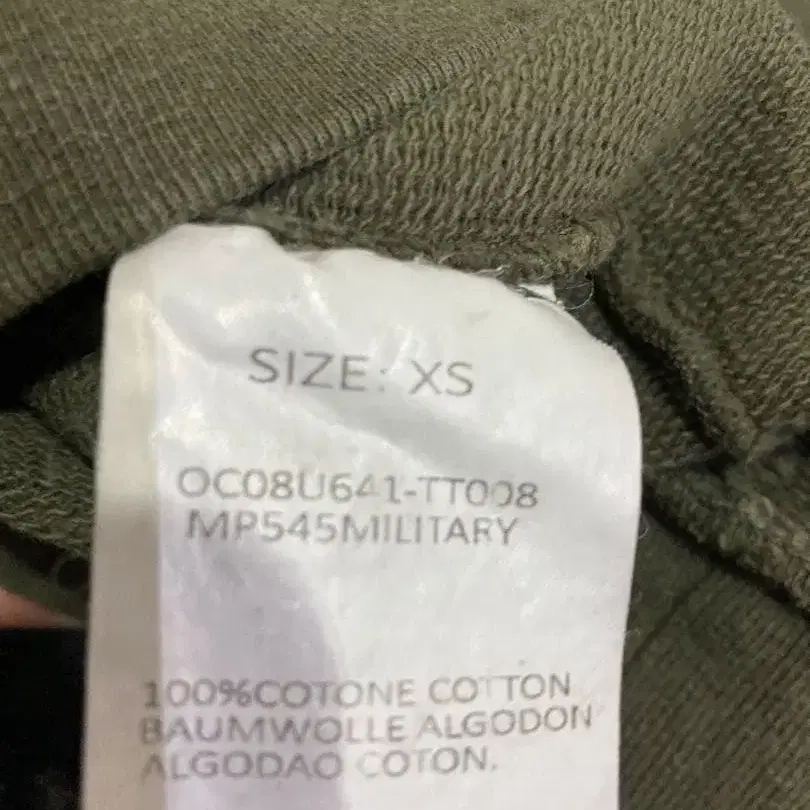 SIZE: XS
OC08U641-TT008
MP545MILITARY
100%COTONE COTTON
BAUMWOLLE ALGODON
ALGODAO COTON.